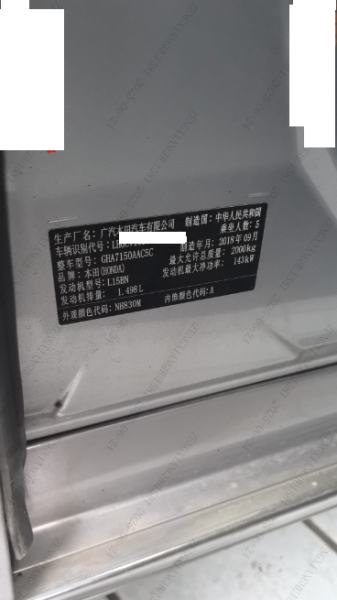 生产厂名：广汽本田汽车有限公司 制造国：中华人民共和国
车辆识别代号： 乘坐人数：5
整车型号：GHA7150AAC5C 制造年月：2018年09月
品牌：本田(HONDA) 最大允许总质量：2000kg
发动机型号：L15BN 发动机最大净功率：143kW
发动机排量：1.498L
外观颜色代码：NH830M 内饰颜色代码：A